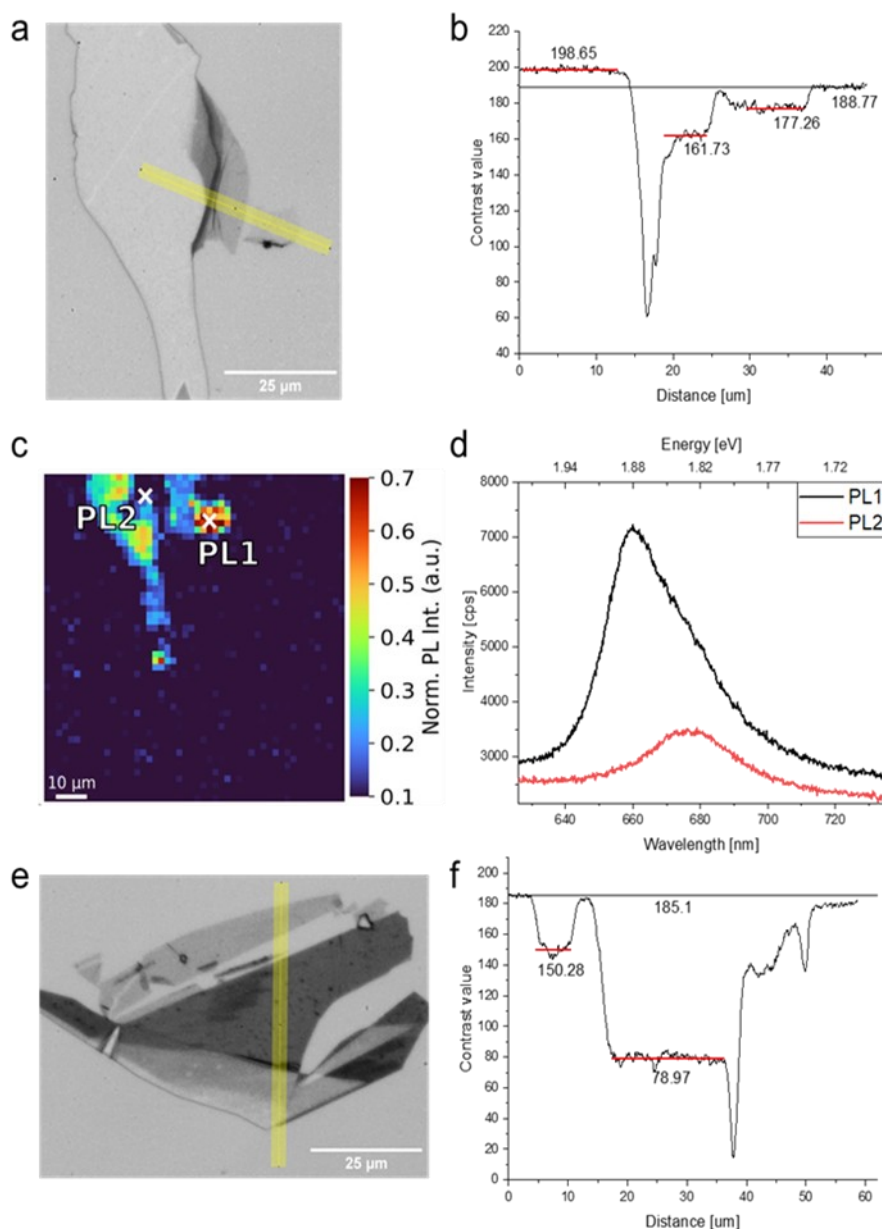 a
25 µm
b
Contrast value
200
180
160
140
120
100
80
60
40
198.65
188.77
177.26
161.73
0 10 20 30 40
Distance [um]
c
PL2
PL1
10 µm
0.7
0.6
0.5
0.4
0.3
0.2
0.1
Norm. PL Int. (a.u.)
d
Energy [eV]
1.94 1.88 1.82 1.77 1.72
8000
7000
6000
5000
4000
3000
Intensity [cps]
PL1
PL2
640 660 680 700 720
Wavelength [nm]
e
25 µm
f
Contrast value
200
180
160
140
120
100
80
60
40
20
0
185.1
150.28
78.97
0 10 20 30 40 50 60
Distance [um]